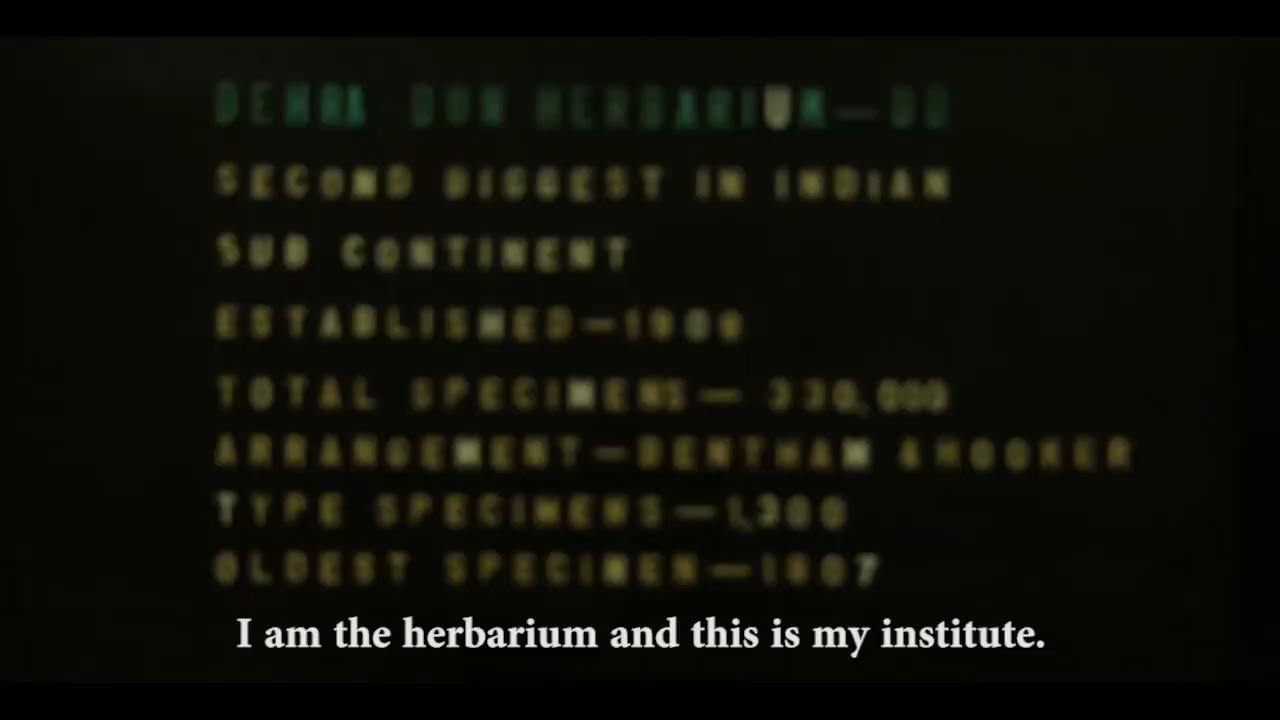 DEHRA DUN HERBARIUM—DD
SECOND BIGGEST IN INDIAN
SUB CONTINENT
ESTABLISHED—1908
TOTAL SPECIMENS— 330,000
ARRANGEMENT—BENTHAM & HOOKER
TYPE SPECIMENS—1,300
OLDEST SPECIMEN—1807
I am the herbarium and this is my institute.